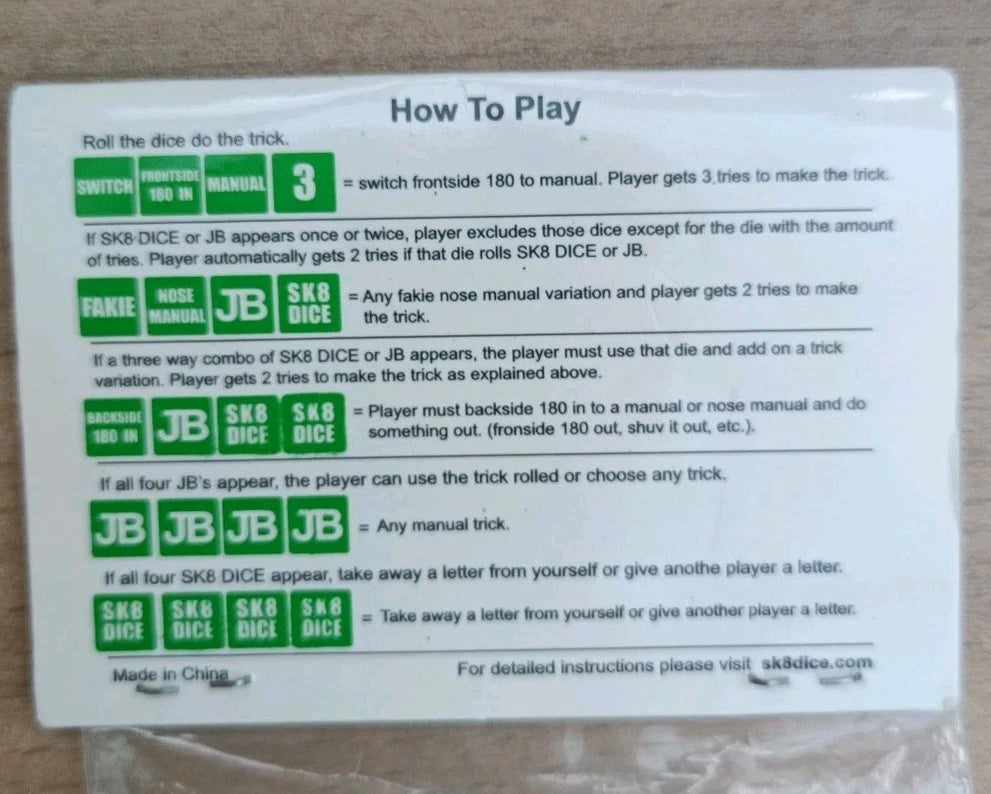 How To Play
Roll the dice do the trick.
SWITCH FRONTSIDE 180 IN MANUAL 3 = switch frontside 180 to manual. Player gets 3 tries to make the trick.
If SK8 DICE or JB appears once or twice, player excludes those dice except for the die with the amount
of tries. Player automatically gets 2 tries if that die rolls SK8 DICE or JB.
FAKIE NOSE MANUAL JB SK8 DICE = Any fakie nose manual variation and player gets 2 tries to make
the trick.
If a three way combo of SK8 DICE or JB appears, the player must use that die and add on a trick
variation. Player gets 2 tries to make the trick as explained above.
BACKSIDE 180 IN JB SK8 DICE SK8 DICE = Player must backside 180 in to a manual or nose manual and do
something out. (fronside 180 out, shuv it out, etc.).
If all four JB's appear, the player can use the trick rolled or choose any trick.
JB JB JB JB = Any manual trick.
If all four SK8 DICE appear, take away a letter from yourself or give anothe player a letter.
SK8 DICE SK8 DICE SK8 DICE SK8 DICE = Take away a letter from yourself or give another player a letter.
Made in China
For detailed instructions please visit sk8dice.com